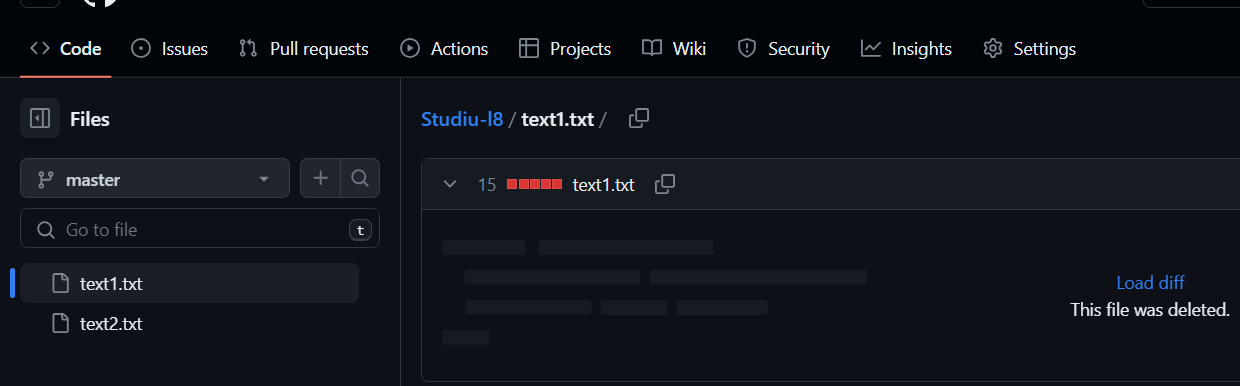 Code Issues Pull requests Actions Projects Wiki Security Insights Settings
Files
master
Go to file t
text1.txt
text2.txt
Studiu-l8 / text1.txt /
15 text1.txt
Load diff
This file was deleted.